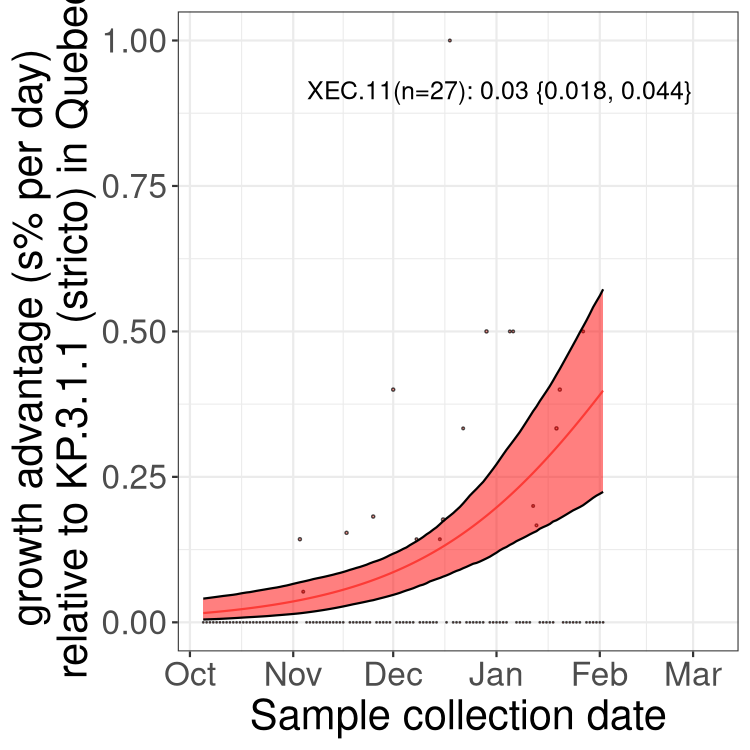 growth advantage (s% per day)
relative to KP.3.1.1 (stricto) in Quebec
1.00
0.75
0.50
0.25
0.00
XEC.11(n=27): 0.03 {0.018, 0.044}
Oct Nov Dec Jan Feb Mar
Sample collection date